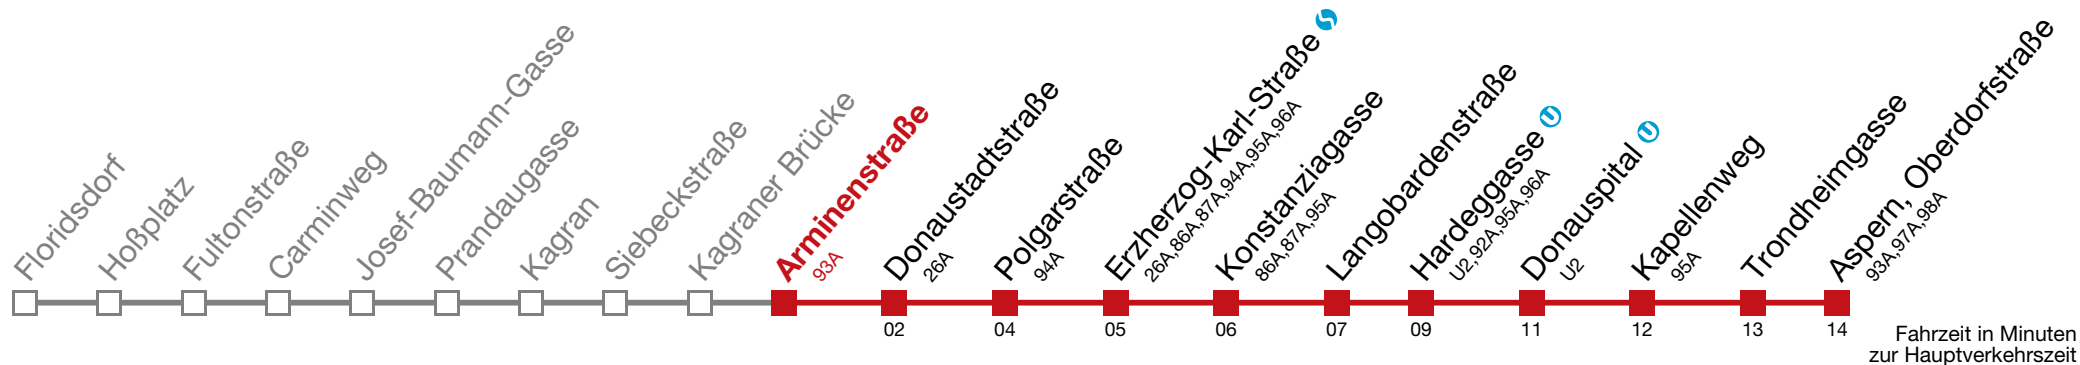 Floridsdorf
Hoßplatz
Fultonstraße
Carminweg
Josef-Baumann-Gasse
Prandaugasse
Kagran
Siebeckstraße
Kagraner Brücke
Arminenstraße
93A
Donaustadtstraße
26A
02
Polgarstraße
94A
04
Erzherzog-Karl-Straße
26A,86A,87A,94A,95A,96A
05
Konstanziagasse
86A,87A,95A
06
Langobardenstraße
07
Hardeggasse U
U2,92A,95A,96A
09
Donauspital U
U2
11
Kapellenweg
95A
12
Trondheimgasse
13
Aspern, Oberdorfstraße
93A,97A,98A
14
Fahrzeit in Minuten
zur Hauptverkehrszeit